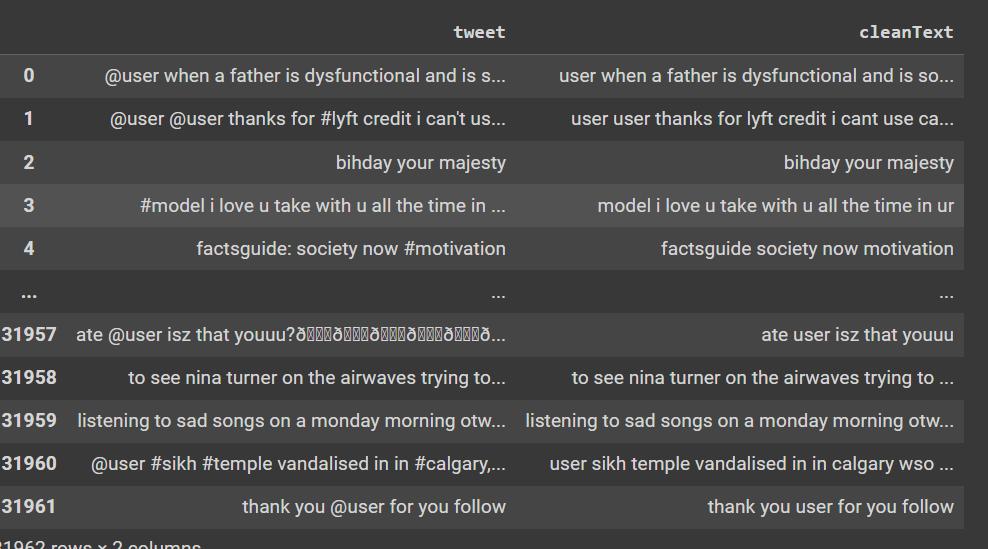 tweet cleanText
0 @user when a father is dysfunctional and is s... user when a father is dysfunctional and is so...
1 @user @user thanks for #lyft credit i can't us... user user thanks for lyft credit i cant use ca...
2 bihday your majesty bihday your majesty
3 #model i love u take with u all the time in ... model i love u take with u all the time in ur
4 factsguide: society now #motivation factsguide society now motivation
... ... ...
31957 ate @user isz that youuu?ð𝑥ðððð... ate user isz that youuu
31958 to see nina turner on the airwaves trying to... to see nina turner on the airwaves trying to ...
31959 listening to sad songs on a monday morning otw... listening to sad songs on a monday morning otw...
31960 @user #sikh #temple vandalised in in #calgary,... user sikh temple vandalised in in calgary wso ...
31961 thank you @user for you follow thank you user for you follow
31962 rows × 2 columns